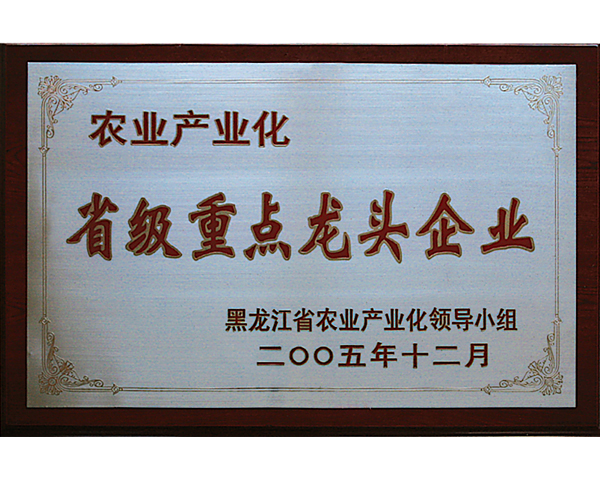 农业产业化
省级重点龙头企业
黑龙江省农业产业化领导小组
二〇〇五年十二月